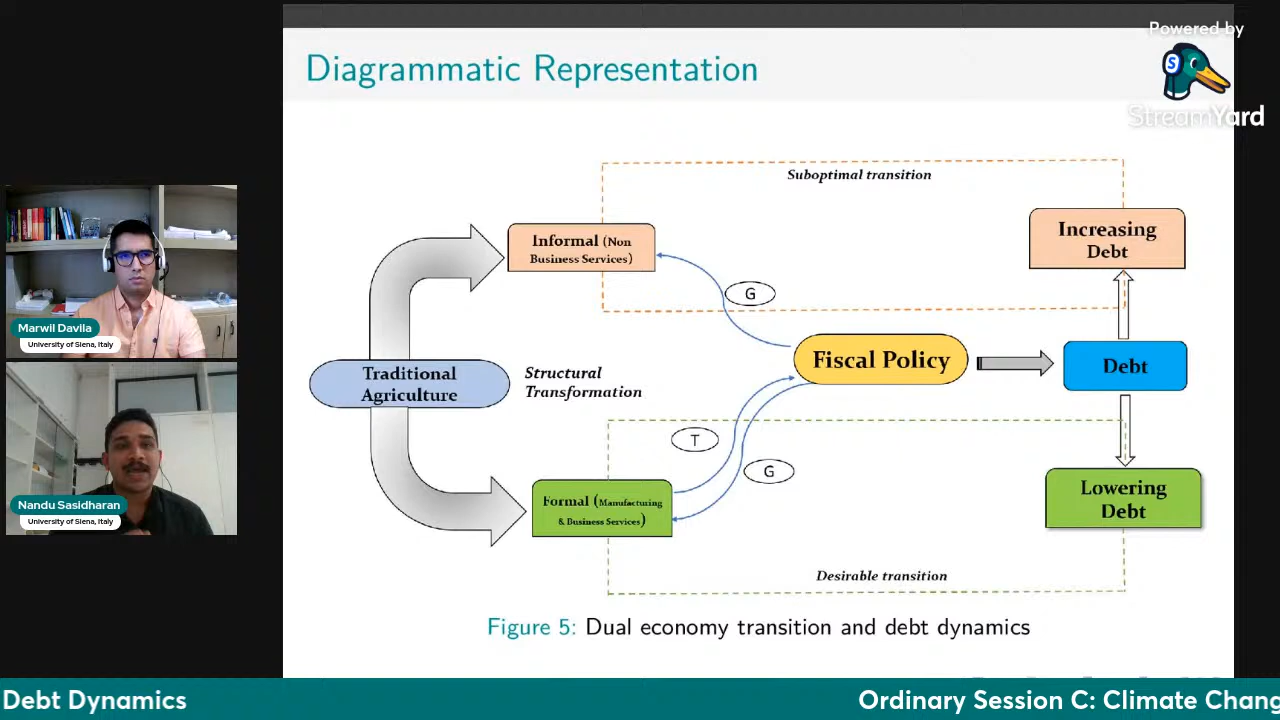 Powered by
StreamYard
Diagrammatic Representation
Suboptimal transition
Informal (Non
Business Services)
Increasing
Debt
G
Fiscal Policy
Debt
Traditional
Agriculture
Structural
Transformation
T
G
Formal (Manufacturing
& Business Services)
Lowering
Debt
Desirable transition
Figure 5: Dual economy transition and debt dynamics
Marwil Davila
University of Siena, Italy
Nandu Sasidharan
University of Siena, Italy
Debt Dynamics
Ordinary Session C: Climate Chang